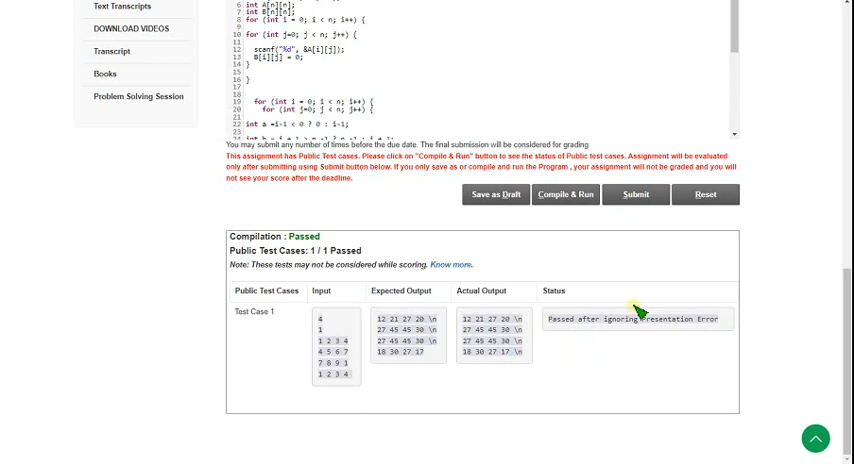 Text Transcripts
DOWNLOAD VIDEOS
Transcript
Books
Problem Solving Session
6 int A[n][n];
7 int B[n][n];
8 for (int i = 0; i < n; i++) {
9
10 for (int j=0; j < n; j++) {
11
12 scanf("%d", &A[i][j]);
13 B[i][j] = 0;
14 }
15
16 }
17
18
19 for (int i = 0; i < n; i++) {
20 for (int j=0; j < n; j++) {
21
22 int a =i-1 < 0 ? 0 : i-1;
23
You may submit any number of times before the due date. The final submission will be considered for grading
This assignment has Public Test cases. Please click on "Compile & Run" button to see the status of Public test cases. Assignment will be evaluated
only after submitting using Submit button below. If you only save as or compile and run the Program , your assignment will not be graded and you will
not see your score after the deadline.
Save as Draft Compile & Run Submit Reset
Compilation : Passed
Public Test Cases: 1 / 1 Passed
Note: These tests may not be considered while scoring. Know more.
Public Test Cases Input Expected Output Actual Output Status
Test Case 1
4
1
1 2 3 4
4 5 6 7
7 8 9 1
1 2 3 4
12 21 27 20 \n
27 45 45 30 \n
27 45 45 30 \n
18 30 27 17
12 21 27 20 \n
27 45 45 30 \n
27 45 45 30 \n
18 30 27 17 \n
Passed after ignoring Presentation Error